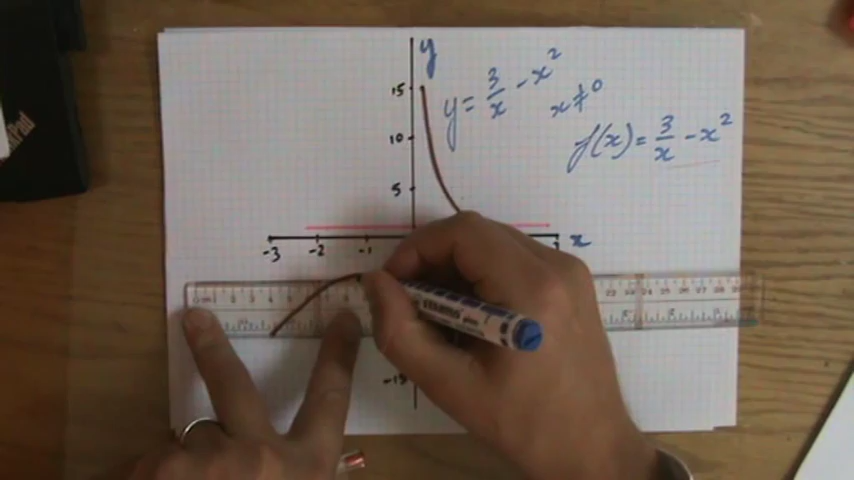 y
15
y = 3/x - x²
x ≠ 0
f(x) = 3/x - x²
10
5
-3 -2 -1
x
-15